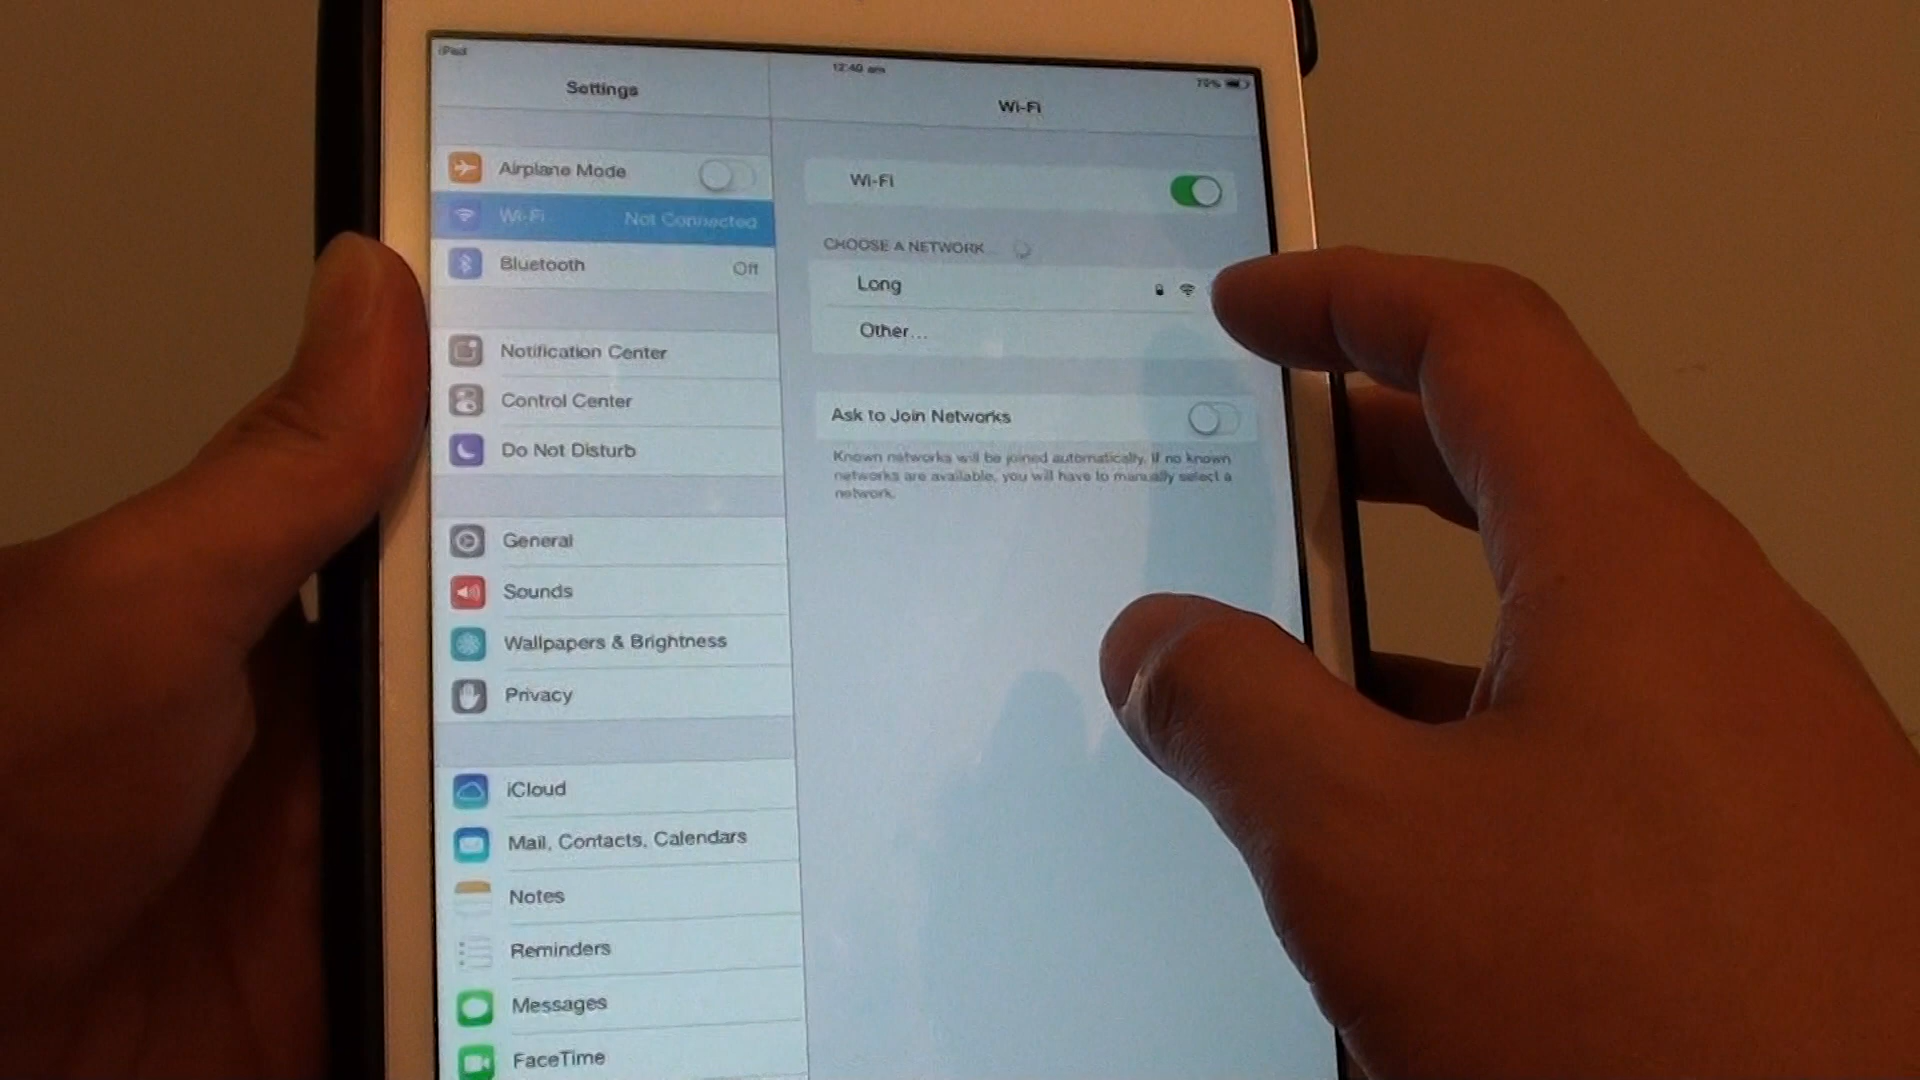 iPad
12:40 am
70%
Settings
Wi-Fi
Airplane Mode
Wi-Fi Not Connected
Bluetooth Off
Notification Center
Control Center
Do Not Disturb
General
Sounds
Wallpapers & Brightness
Privacy
iCloud
Mail, Contacts, Calendars
Notes
Reminders
Messages
FaceTime
Wi-Fi
CHOOSE A NETWORK...
Long
Other...
Ask to Join Networks
Known networks will be joined automatically. If no known
networks are available, you will have to manually select a
network.